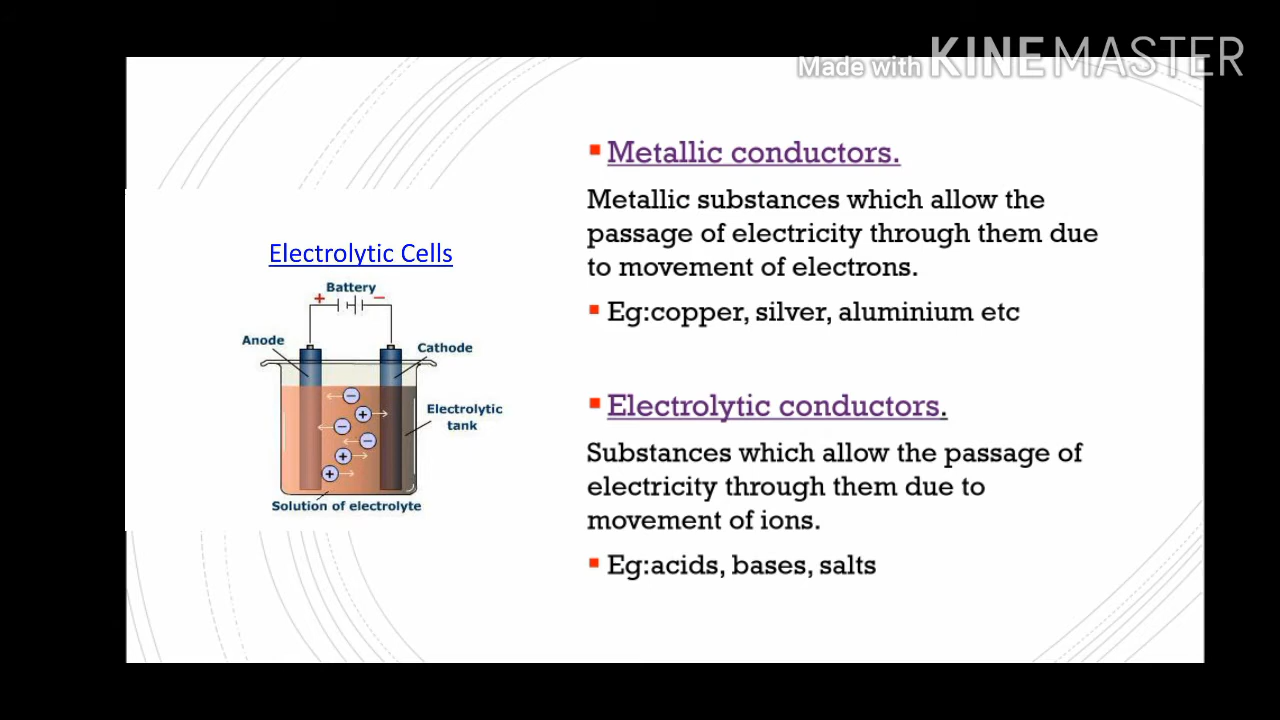 Made with KINEMASTER
Metallic conductors.
Metallic substances which allow the
passage of electricity through them due
to movement of electrons.
Eg:copper, silver, aluminium etc
Electrolytic conductors.
Substances which allow the passage of
electricity through them due to
movement of ions.
Eg:acids, bases, salts
Electrolytic Cells
Battery
+ −
Anode
Cathode
−
+
−
−
+
+
Electrolytic
tank
Solution of electrolyte